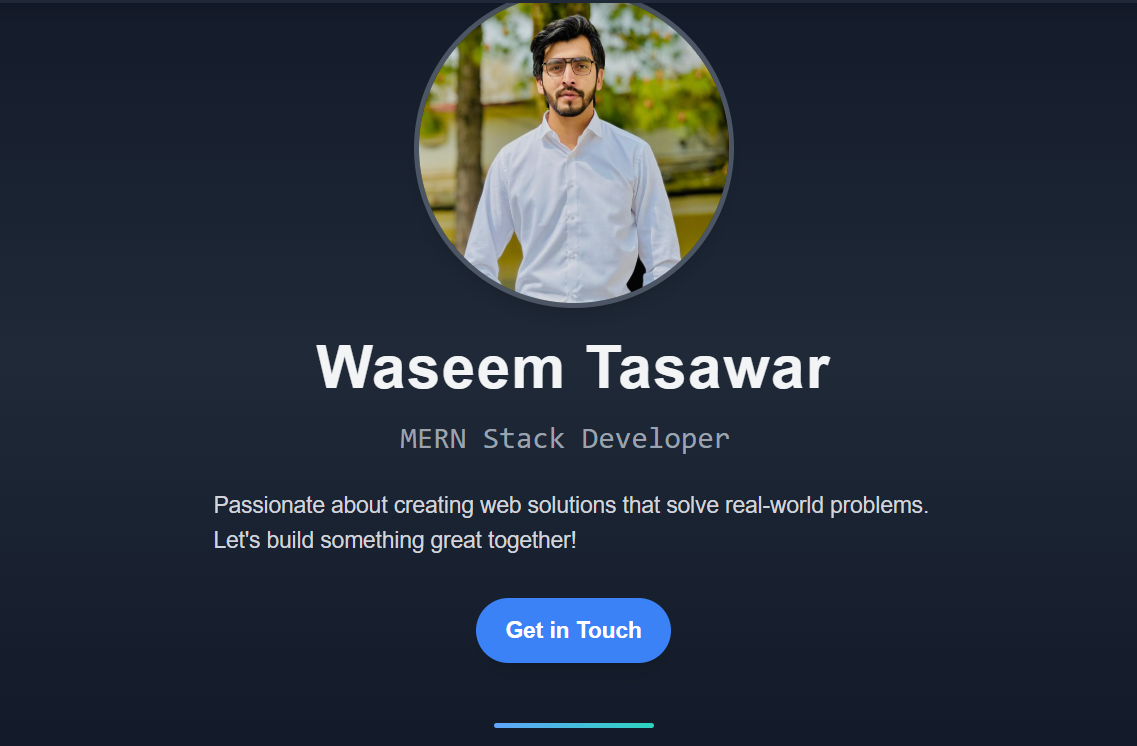 Waseem Tasawar
MERN Stack Developer
Passionate about creating web solutions that solve real-world problems.
Let's build something great together!
Get in Touch